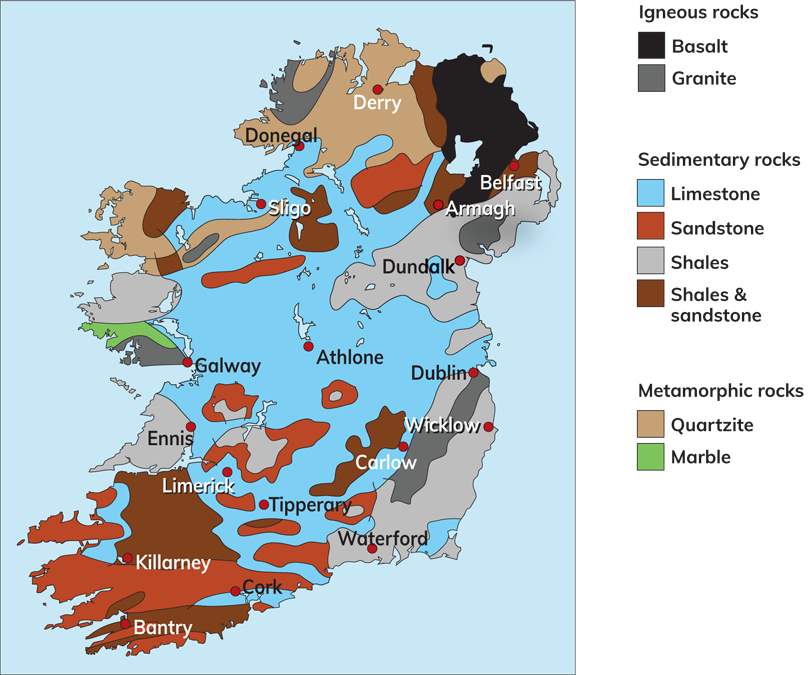 Igneous rocks
Basalt
Granite
Sedimentary rocks
Limestone
Sandstone
Shales
Shales &
sandstone
Metamorphic rocks
Quartzite
Marble
Derry
Donegal
Belfast
Sligo
Armagh
Dundalk
Athlone
Galway
Dublin
Wicklow
Ennis
Carlow
Limerick
Tipperary
Waterford
Killarney
Cork
Bantry